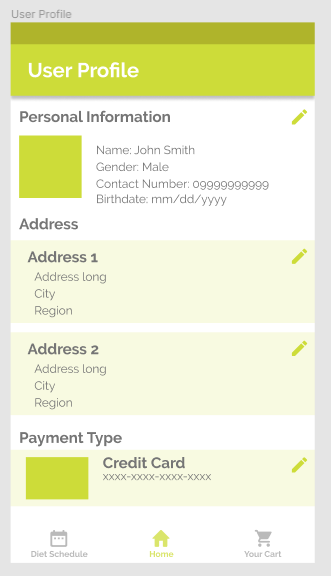 User Profile
User Profile
Personal Information
Name: John Smith
Gender: Male
Contact Number: 09999999999
Birthdate: mm/dd/yyyy
Address
Address 1
Address long
City
Region
Address 2
Address long
City
Region
Payment Type
Credit Card
xxxx-xxxx-xxxx-xxxx
Diet Schedule
Home
Your Cart